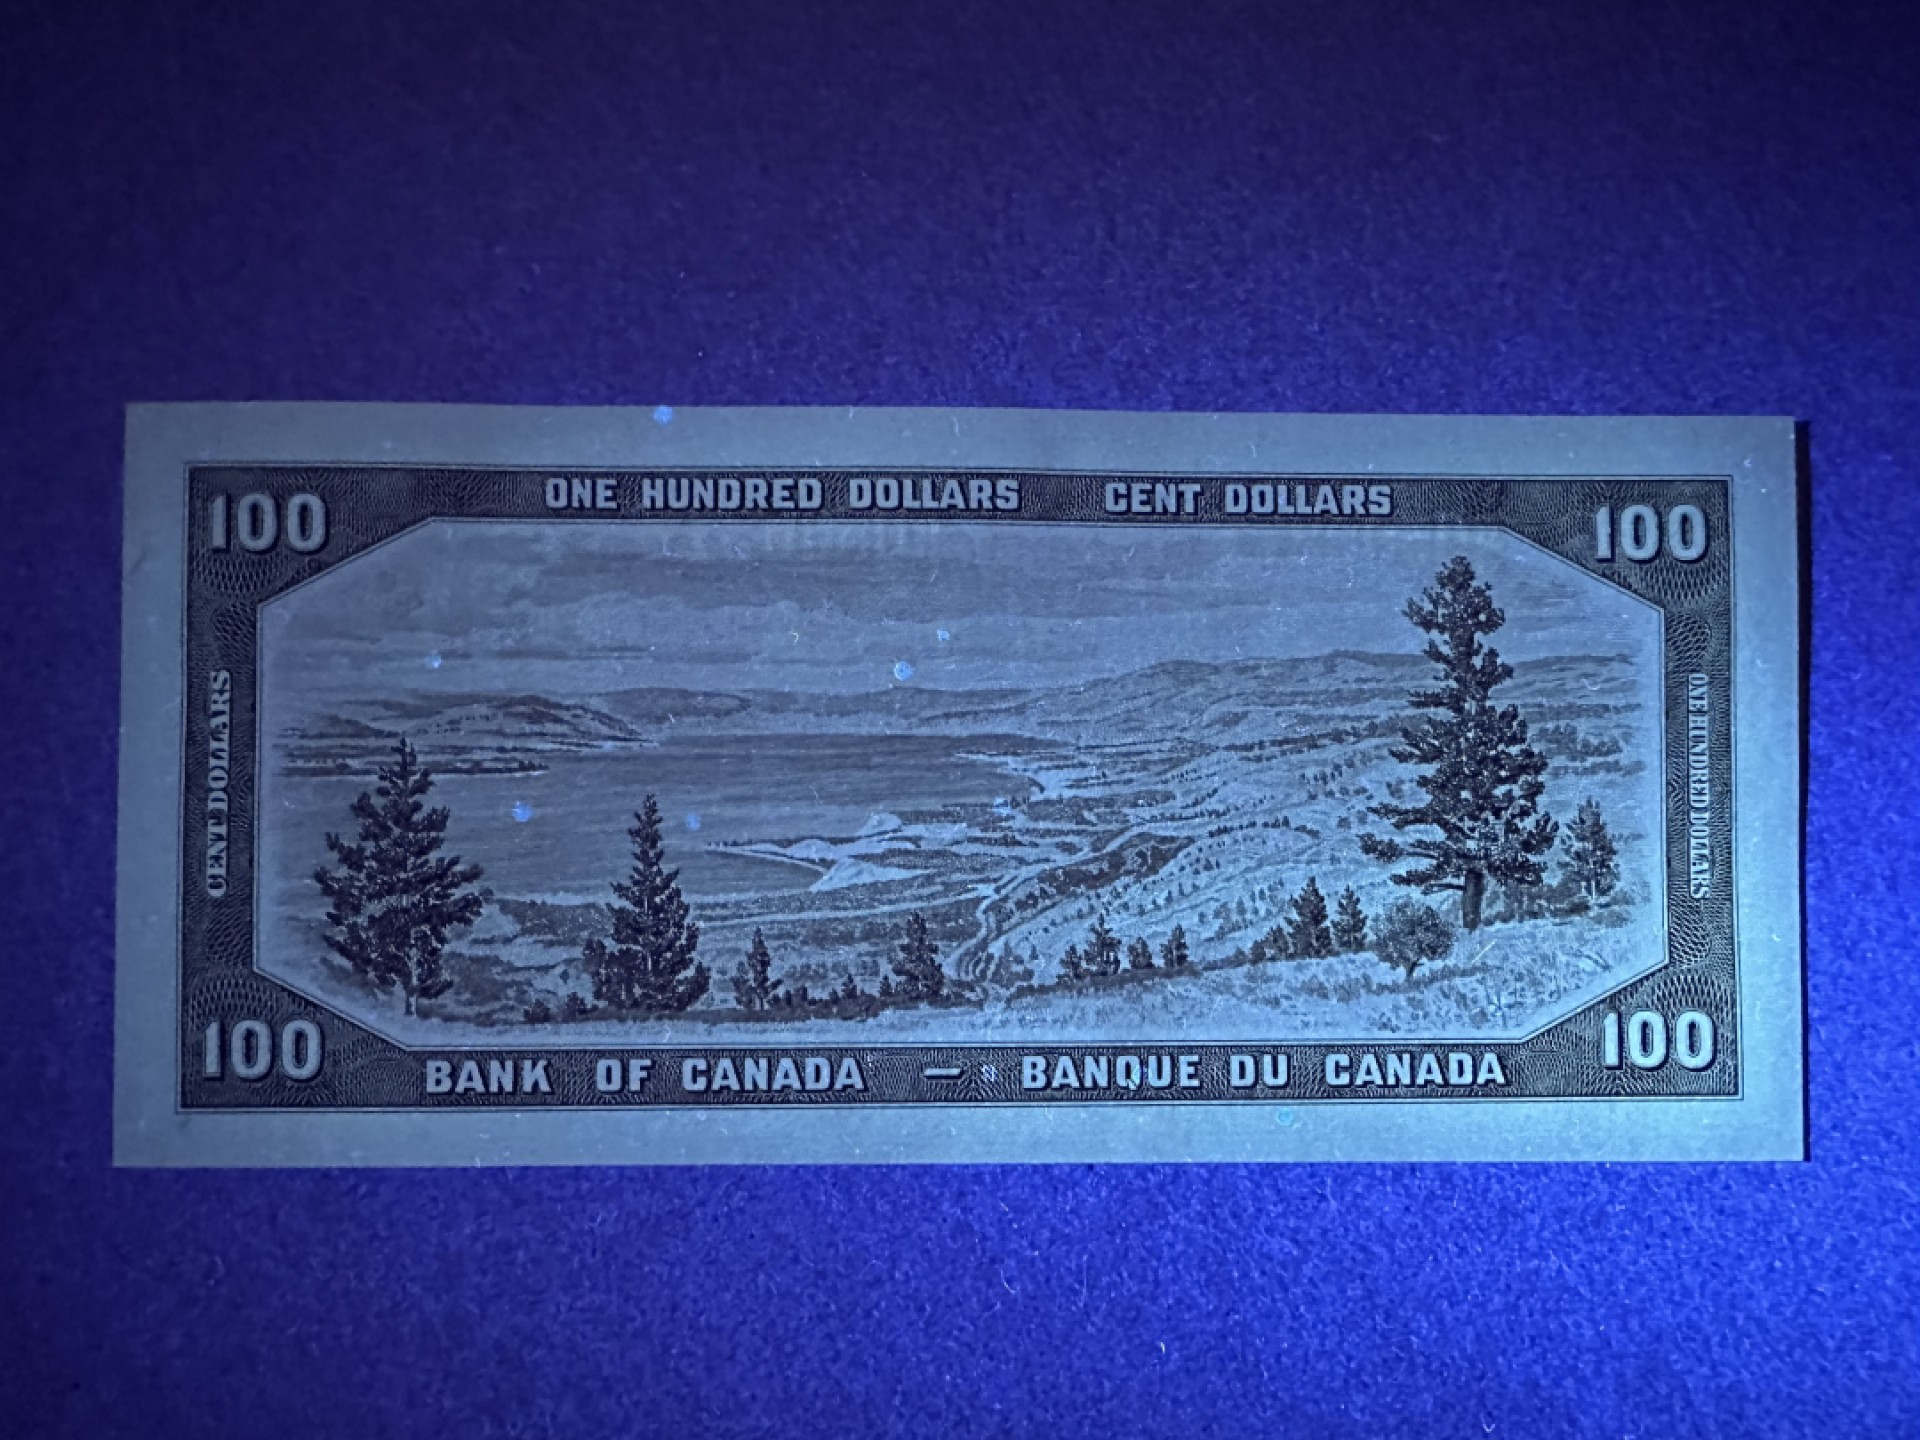 100 ONE HUNDRED DOLLARS CENT DOLLARS 100
CENT DOLLARS
ONE HUNDRED DOLLARS
100 BANK OF CANADA — BANQUE DU CANADA 100